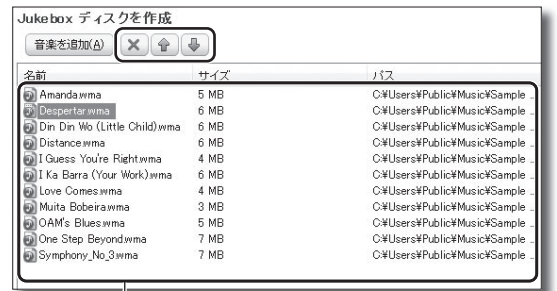 Jukebox ディスクを作成
音楽を追加(A)
名前 サイズ パス
Amanda.wma 5 MB C:¥Users¥Public¥Music¥Sample ...
Despertar.wma 6 MB C:¥Users¥Public¥Music¥Sample ...
Din Din Wo (Little Child).wma 6 MB C:¥Users¥Public¥Music¥Sample ...
Distance.wma 6 MB C:¥Users¥Public¥Music¥Sample ...
I Guess You're Right.wma 4 MB C:¥Users¥Public¥Music¥Sample ...
I Ka Barra (Your Work).wma 6 MB C:¥Users¥Public¥Music¥Sample ...
Love Comes.wma 4 MB C:¥Users¥Public¥Music¥Sample ...
Muita Bobeira.wma 3 MB C:¥Users¥Public¥Music¥Sample ...
OAM's Blues.wma 5 MB C:¥Users¥Public¥Music¥Sample ...
One Step Beyond.wma 7 MB C:¥Users¥Public¥Music¥Sample ...
Symphony_No_3.wma 7 MB C:¥Users¥Public¥Music¥Sample ...